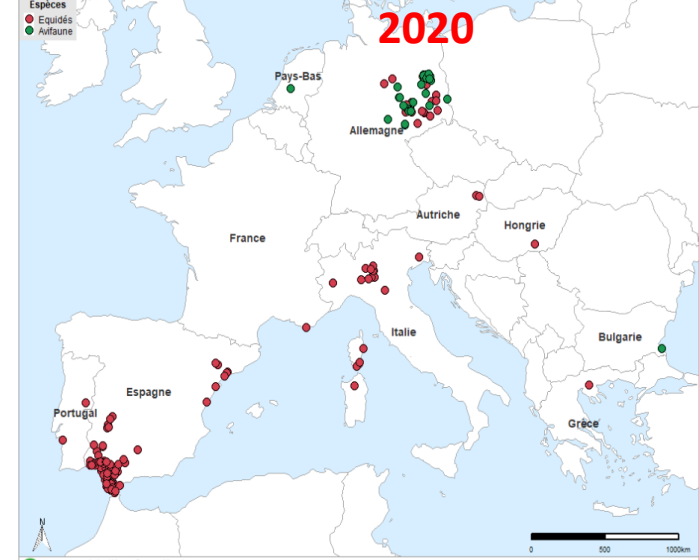 Espèces
Equidés
Avifaune
2020
Pays-Bas
Allemagne
Autriche
Hongrie
France
Italie
Bulgarie
Espagne
Portugal
Grèce
N
0 500 1000km